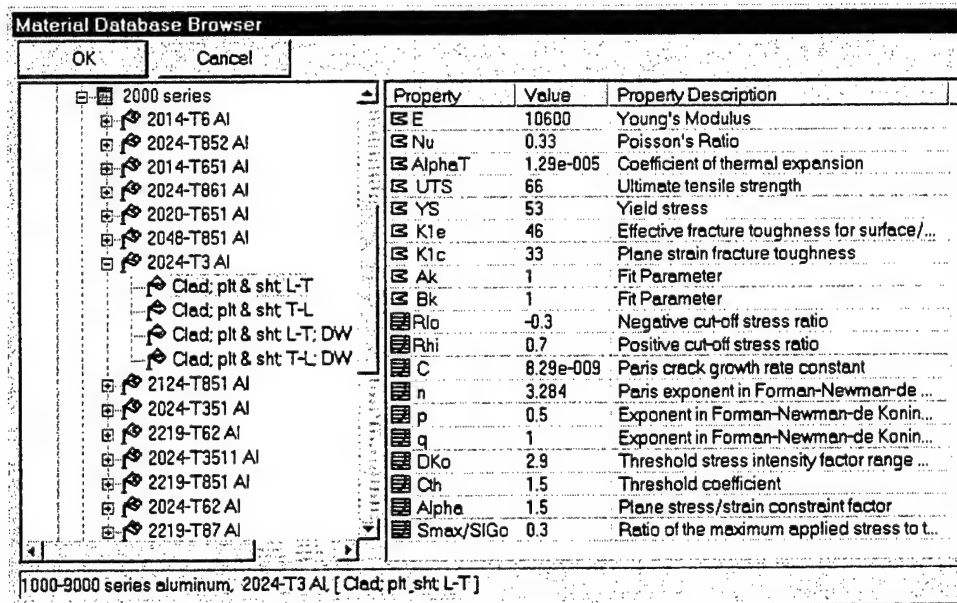 Material Database Browser
OK Cancel
2000 series
2014-T6 Al
2024-T852 Al
2014-T651 Al
2024-T861 Al
2020-T651 Al
2048-T851 Al
2024-T3 Al
Clad; plt & sht; L-T
Clad; plt & sht; T-L
Clad; plt & sht; L-T; DW
Clad; plt & sht; T-L; DW
2124-T851 Al
2024-T351 Al
2219-T62 Al
2024-T3511 Al
2219-T851 Al
2024-T62 Al
2219-T87 Al
Property Value Property Description
E 10600 Young's Modulus
Nu 0.33 Poisson's Ratio
AlphaT 1.29e-005 Coefficient of thermal expansion
UTS 66 Ultimate tensile strength
YS 53 Yield stress
K1e 46 Effective fracture toughness for surface/...
K1c 33 Plane strain fracture toughness
Ak 1 Fit Parameter
Bk 1 Fit Parameter
Rlo -0.3 Negative cut-off stress ratio
Rhi 0.7 Positive cut-off stress ratio
C 8.29e-009 Paris crack growth rate constant
n 3.284 Paris exponent in Forman-Newman-de ...
p 0.5 Exponent in Forman-Newman-de Konin...
q 1 Exponent in Forman-Newman-de Konin...
DKo 2.9 Threshold stress intensity factor range ...
Cth 1.5 Threshold coefficient
Alpha 1.5 Plane stress/strain constraint factor
Smax/SIGo 0.3 Ratio of the maximum applied stress to t...
1000-9000 series aluminum, 2024-T3 Al, [ Clad; plt_sht L-T ]